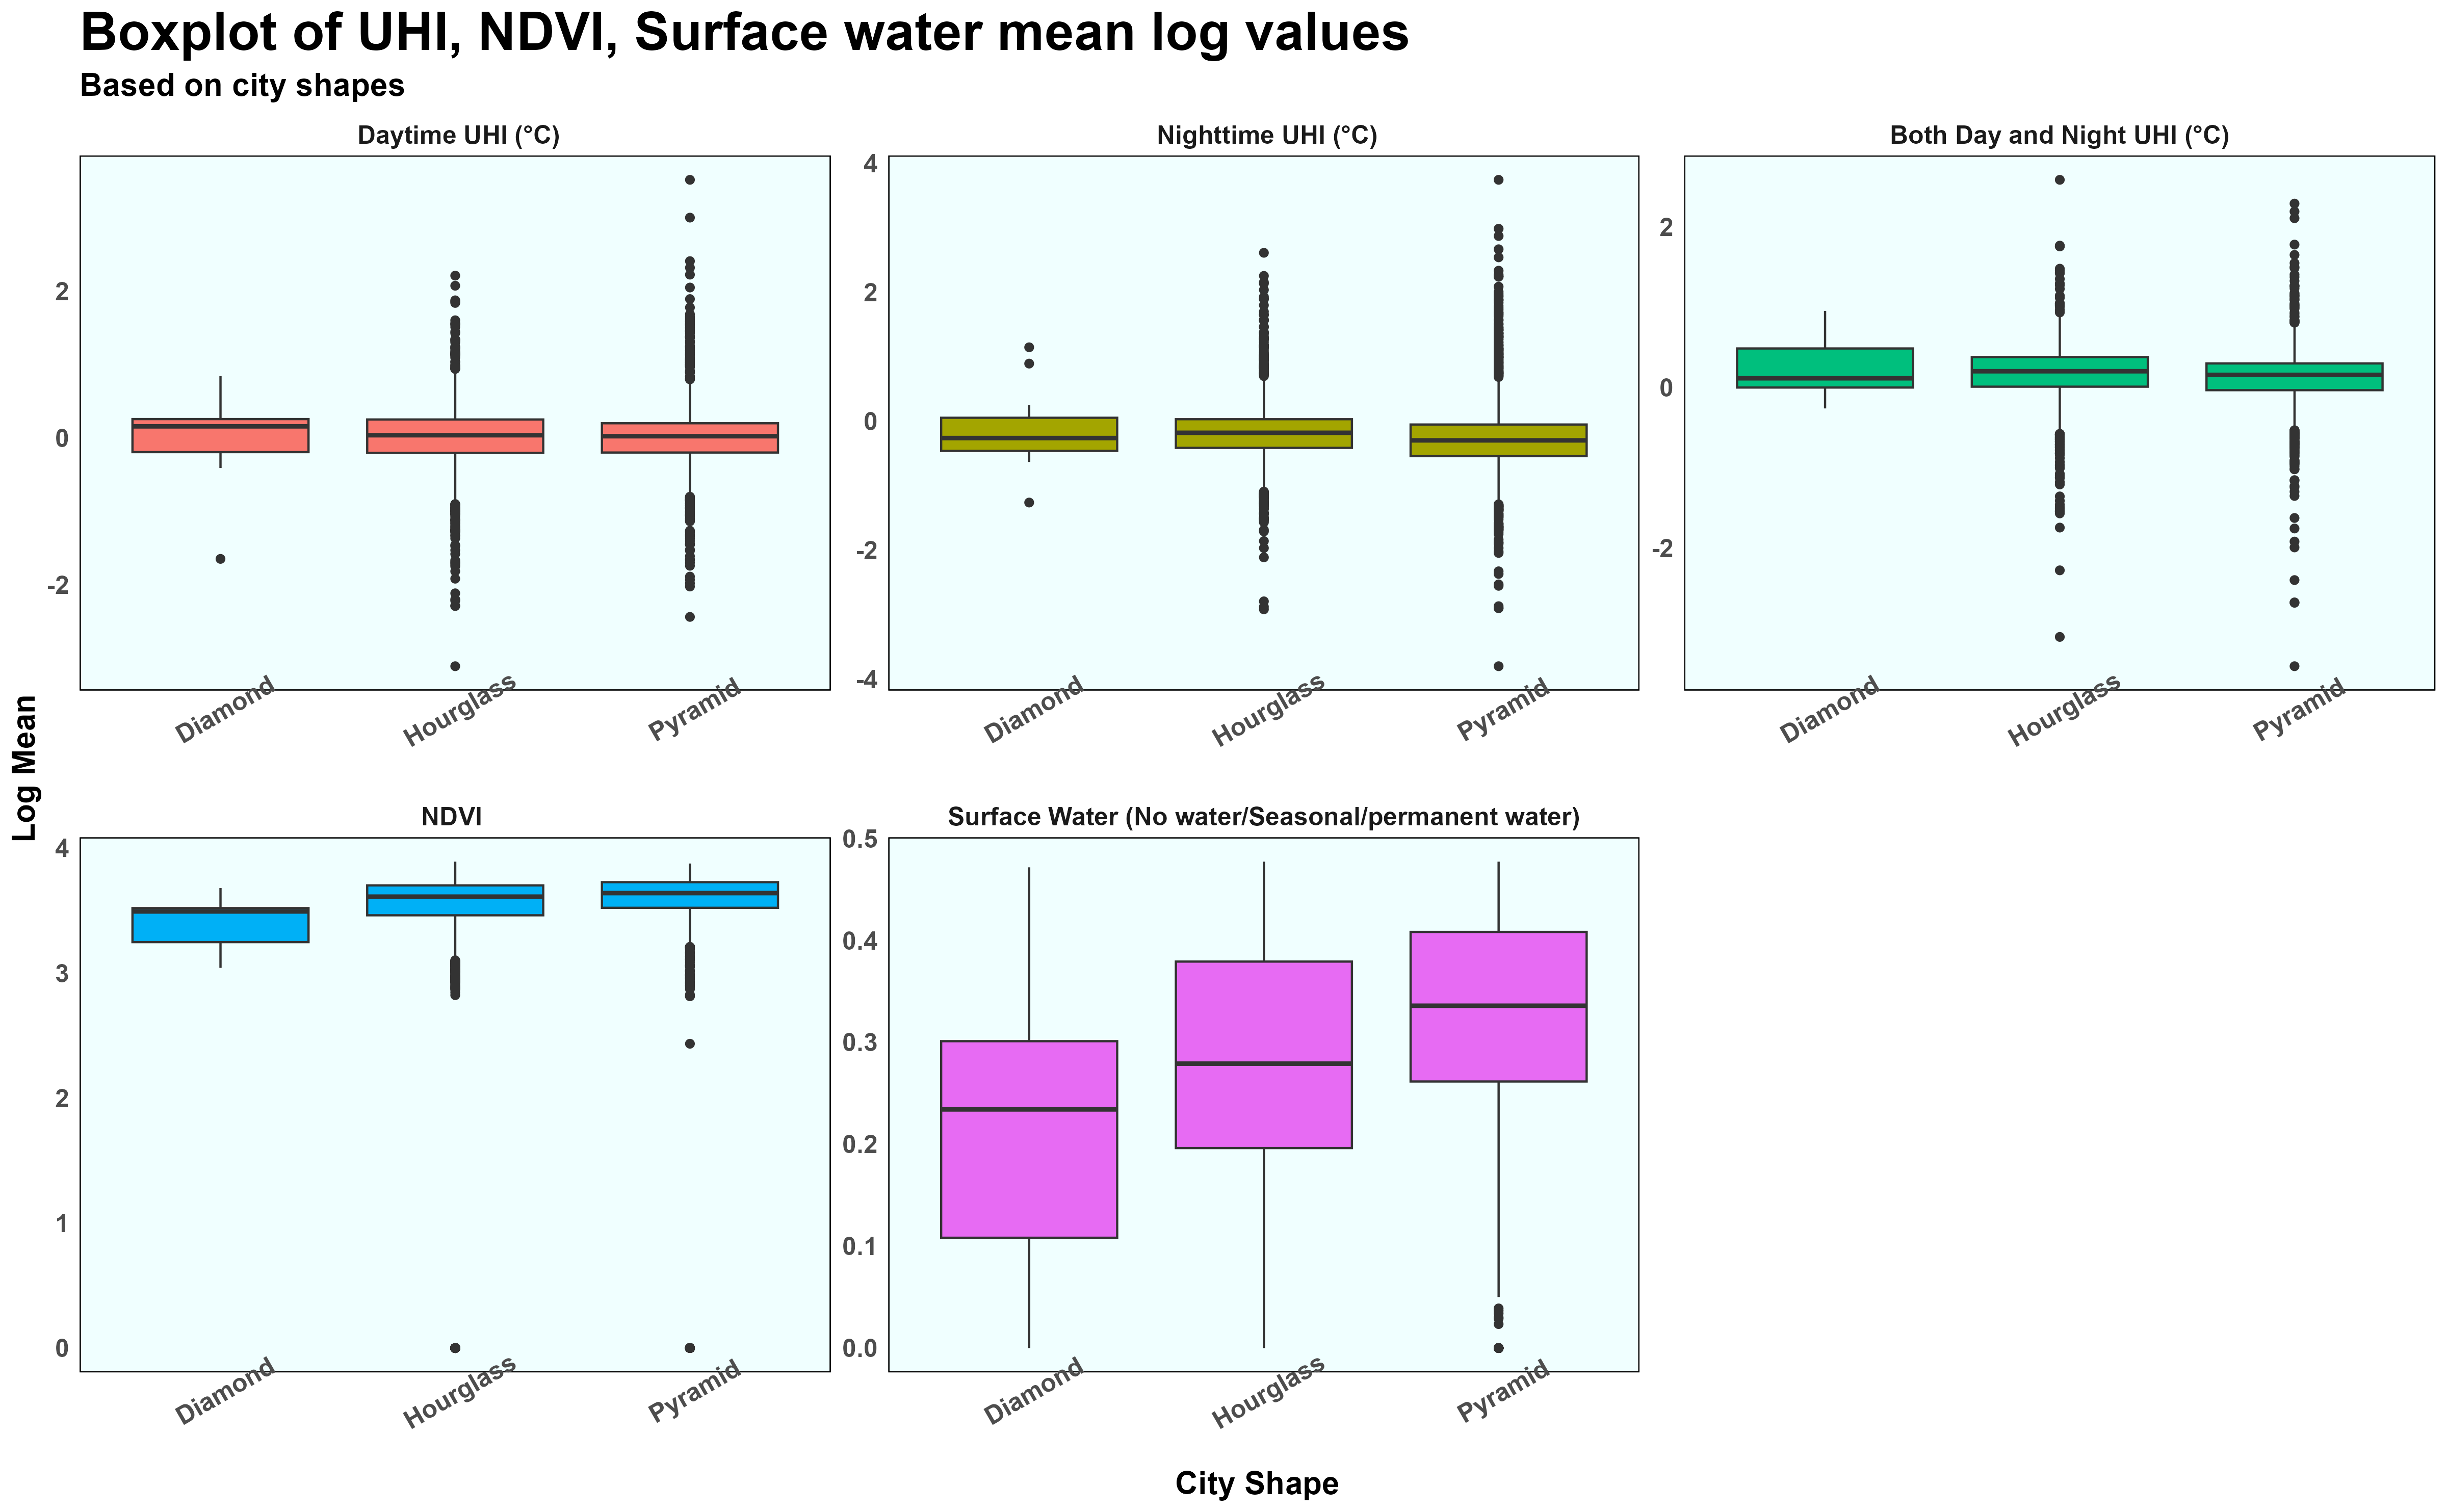 Boxplot of UHI, NDVI, Surface water mean log values
Based on city shapes
Daytime UHI (°C)
Nighttime UHI (°C)
Both Day and Night UHI (°C)
2
0
-2
4
2
0
-2
-4
2
0
-2
Diamond
Hourglass
Pyramid
Diamond
Hourglass
Pyramid
Diamond
Hourglass
Pyramid
Log Mean
NDVI
Surface Water (No water/Seasonal/permanent water)
4
3
2
1
0
0.5
0.4
0.3
0.2
0.1
0.0
Diamond
Hourglass
Pyramid
Diamond
Hourglass
Pyramid
City Shape